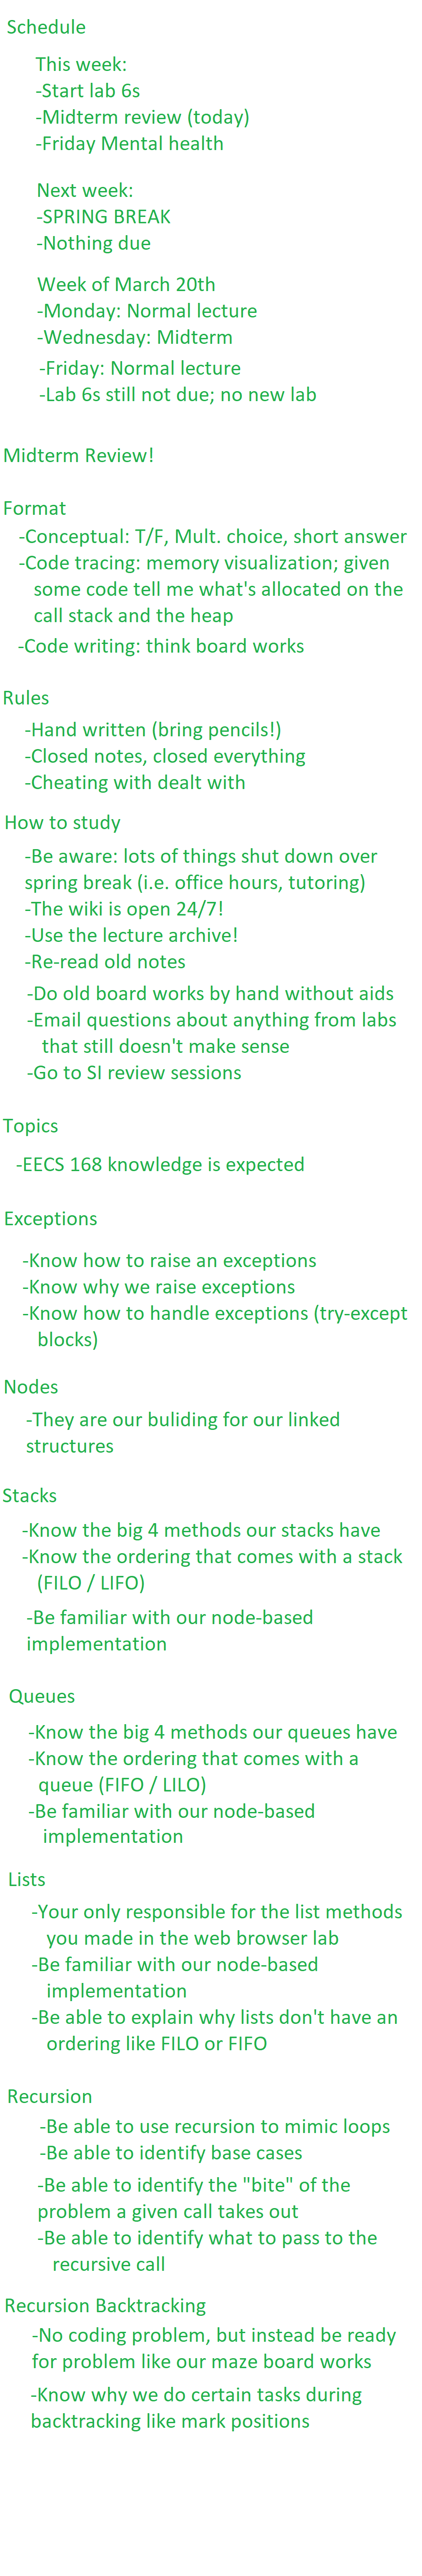 Schedule
This week:
-Start lab 6s
-Midterm review (today)
-Friday Mental health
Next week:
-SPRING BREAK
-Nothing due
Week of March 20th
-Monday: Normal lecture
-Wednesday: Midterm
-Friday: Normal lecture
-Lab 6s still not due; no new lab
Midterm Review!
Format
-Conceptual: T/F, Mult. choice, short answer
-Code tracing: memory visualization; given
some code tell me what's allocated on the
call stack and the heap
-Code writing: think board works
Rules
-Hand written (bring pencils!)
-Closed notes, closed everything
-Cheating with dealt with
How to study
-Be aware: lots of things shut down over
spring break (i.e. office hours, tutoring)
-The wiki is open 24/7!
-Use the lecture archive!
-Re-read old notes
-Do old board works by hand without aids
-Email questions about anything from labs
that still doesn't make sense
-Go to SI review sessions
Topics
-EECS 168 knowledge is expected
Exceptions
-Know how to raise an exceptions
-Know why we raise exceptions
-Know how to handle exceptions (try-except
blocks)
Nodes
-They are our buliding for our linked
structures
Stacks
-Know the big 4 methods our stacks have
-Know the ordering that comes with a stack
(FILO / LIFO)
-Be familiar with our node-based
implementation
Queues
-Know the big 4 methods our queues have
-Know the ordering that comes with a
queue (FIFO / LILO)
-Be familiar with our node-based
implementation
Lists
-Your only responsible for the list methods
you made in the web browser lab
-Be familiar with our node-based
implementation
-Be able to explain why lists don't have an
ordering like FILO or FIFO
Recursion
-Be able to use recursion to mimic loops
-Be able to identify base cases
-Be able to identify the "bite" of the
problem a given call takes out
-Be able to identify what to pass to the
recursive call
Recursion Backtracking
-No coding problem, but instead be ready
for problem like our maze board works
-Know why we do certain tasks during
backtracking like mark positions